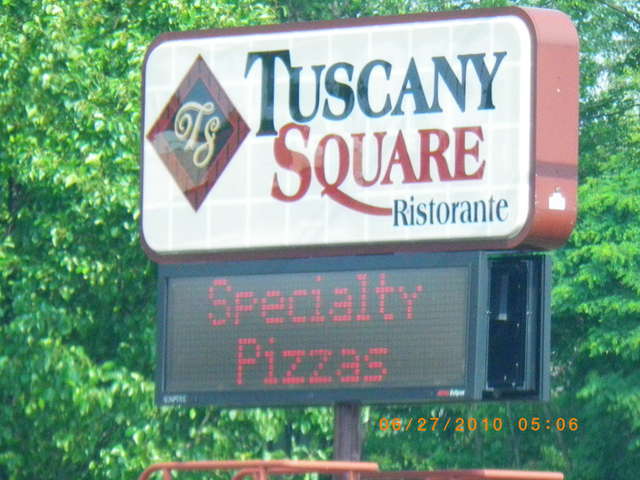 TS
TUSCANY
SQUARE
Ristorante
Specialty
Pizzas
06/27/2010 05:06